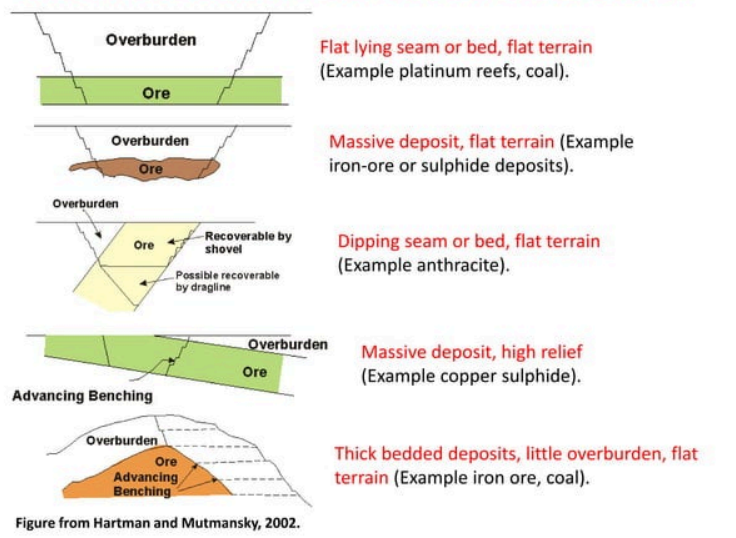 Overburden
Ore
Flat lying seam or bed, flat terrain
(Example platinum reefs, coal).
Overburden
Ore
Massive deposit, flat terrain (Example
iron-ore or sulphide deposits).
Overburden
Ore
Recoverable by
shovel
Possible recoverable
by dragline
Dipping seam or bed, flat terrain
(Example anthracite).
Overburden
Ore
Advancing Benching
Massive deposit, high relief
(Example copper sulphide).
Overburden
Ore
Advancing
Benching
Thick bedded deposits, little overburden, flat
terrain (Example iron ore, coal).
Figure from Hartman and Mutmansky, 2002.